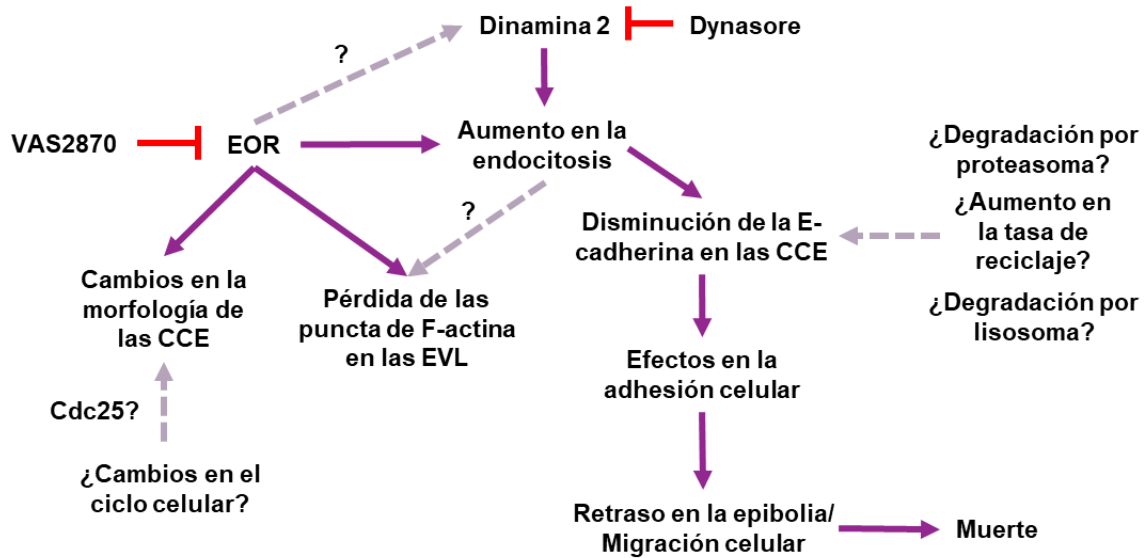 Dinamina 2
Dynasore
?
VAS2870
EOR
Aumento en la
endocitosis
¿Degradación por
proteasoma?
?
Disminución de la E-
cadherina en las CCE
¿Aumento en
la tasa de
reciclaje?
Cambios en la
morfología de
las CCE
Pérdida de las
puncta de F-actina
en las EVL
¿Degradación por
lisosoma?
Efectos en la
adhesión celular
Cdc25?
¿Cambios en el
ciclo celular?
Retraso en la epibolia/
Migración celular
Muerte